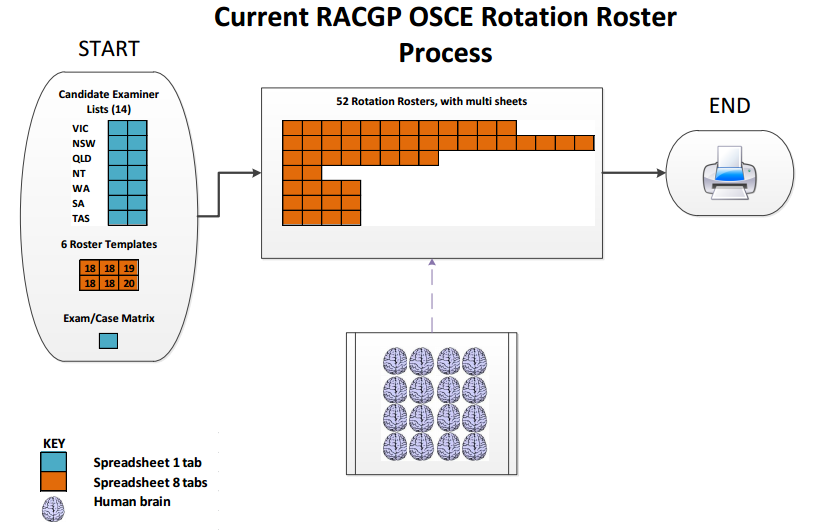 Current RACGP OSCE Rotation Roster
Process
START
Candidate Examiner
Lists (14)
VIC
NSW
QLD
NT
WA
SA
TAS
6 Roster Templates
18 18 19
18 18 20
Exam/Case Matrix
52 Rotation Rosters, with multi sheets
END
KEY
Spreadsheet 1 tab
Spreadsheet 8 tabs
Human brain